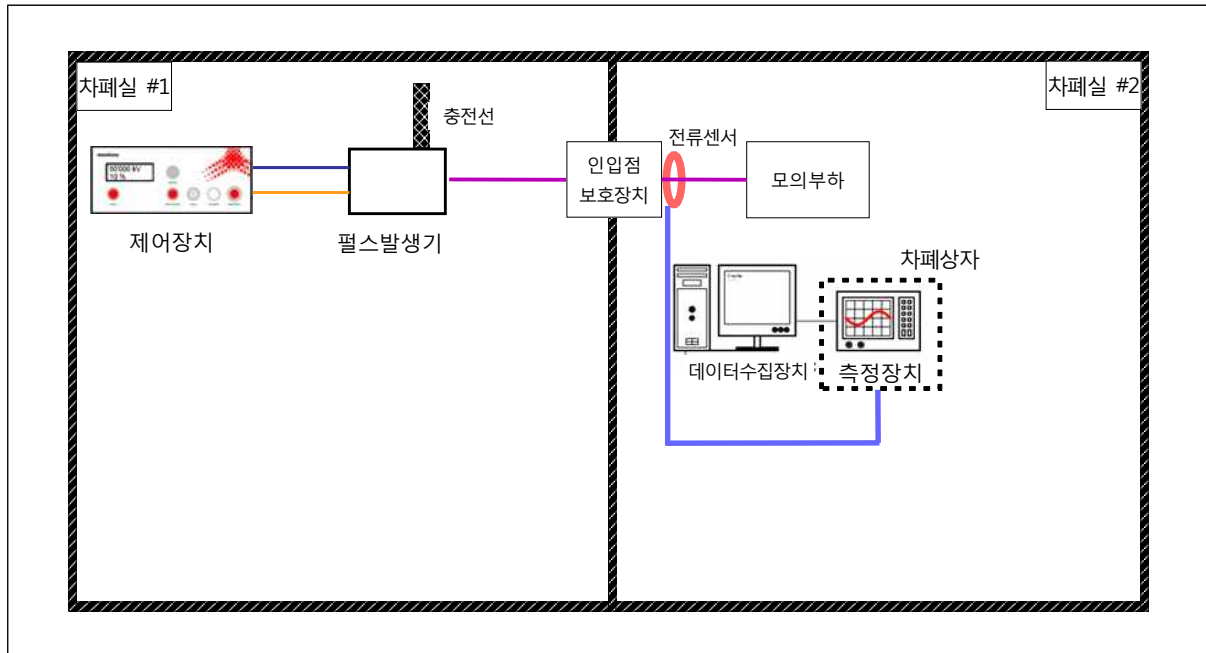 차폐실 #1
차폐실 #2
충전선
전류센서
인입점
보호장치
모의부하
제어장치
펄스발생기
차폐상자
데이터수집장치
측정장치